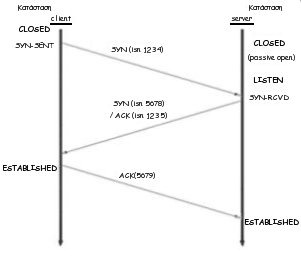 Κατάσταση
client
CLOSED
SYN-SENT
SYN (isn 1234)
Κατάσταση
server
CLOSED
(passive open)
LISTEN
SYN-RCVD
SYN (isn 5678)
/ ACK (isn 1235)
ESTABLISHED
ACK(5679)
ESTABLISHED